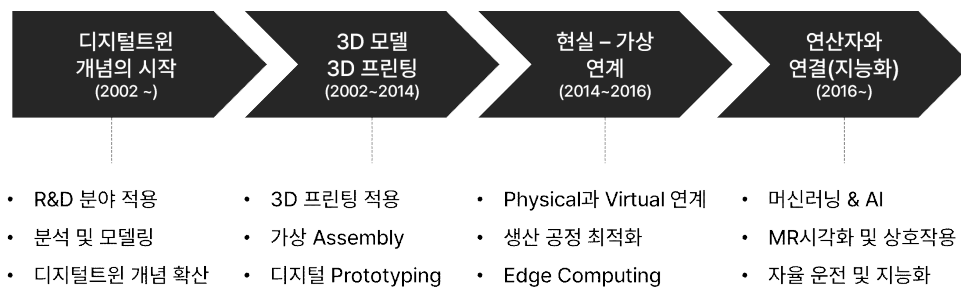 디지털트윈
개념의 시작
(2002 ~)
3D 모델
3D 프린팅
(2002~2014)
현실 – 가상
연계
(2014~2016)
연산자와
연결(지능화)
(2016~)
• R&D 분야 적용
• 분석 및 모델링
• 디지털트윈 개념 확산
• 3D 프린팅 적용
• 가상 Assembly
• 디지털 Prototyping
• Physical과 Virtual 연계
• 생산 공정 최적화
• Edge Computing
• 머신러닝 & AI
• MR시각화 및 상호작용
• 자율 운전 및 지능화